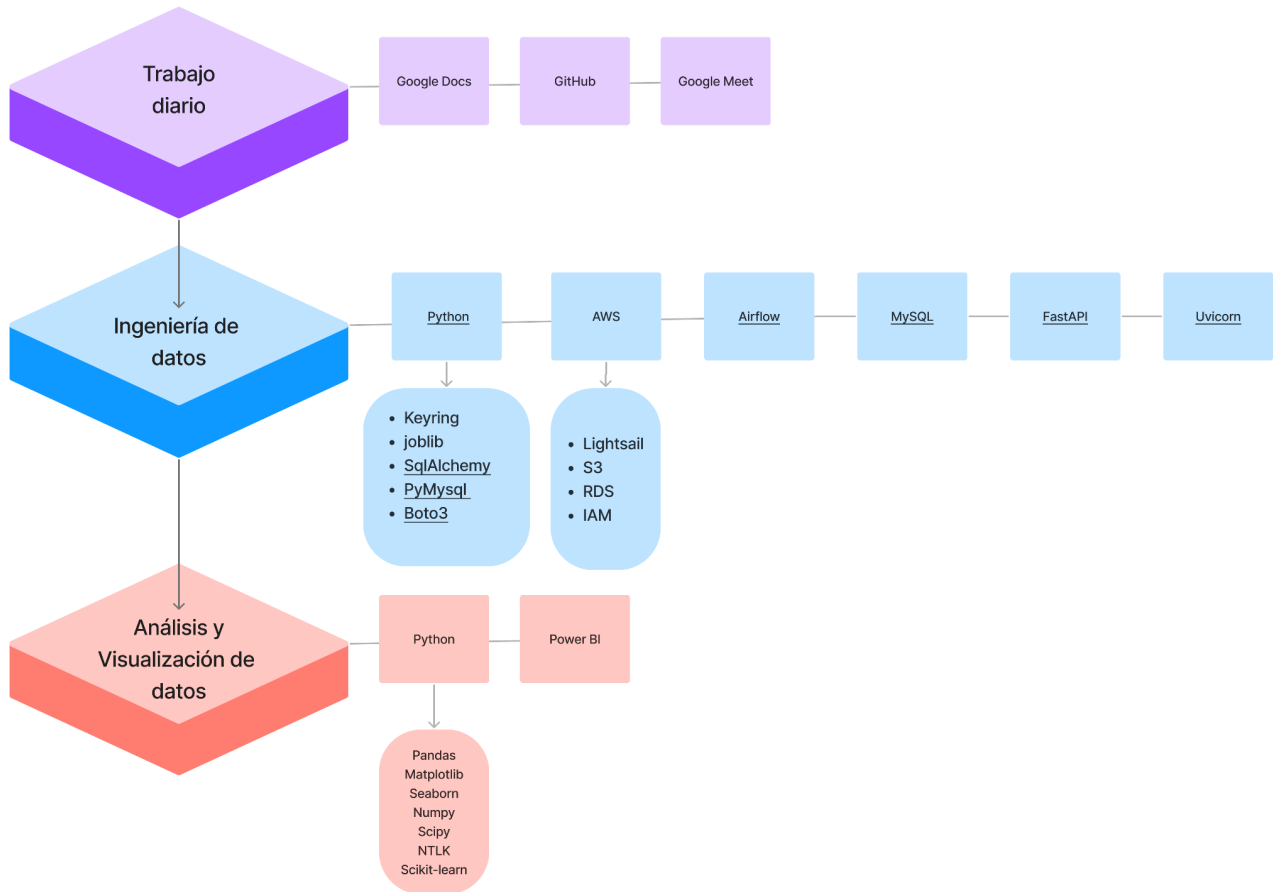 Trabajo
diario
Google Docs
GitHub
Google Meet
Ingeniería de
datos
Python
AWS
Airflow
MySQL
FastAPI
Uvicorn
Keyring
joblib
SqlAlchemy
PyMysql
Boto3
Lightsail
S3
RDS
IAM
Análisis y
Visualización de
datos
Python
Power BI
Pandas
Matplotlib
Seaborn
Numpy
Scipy
NTLK
Scikit-learn